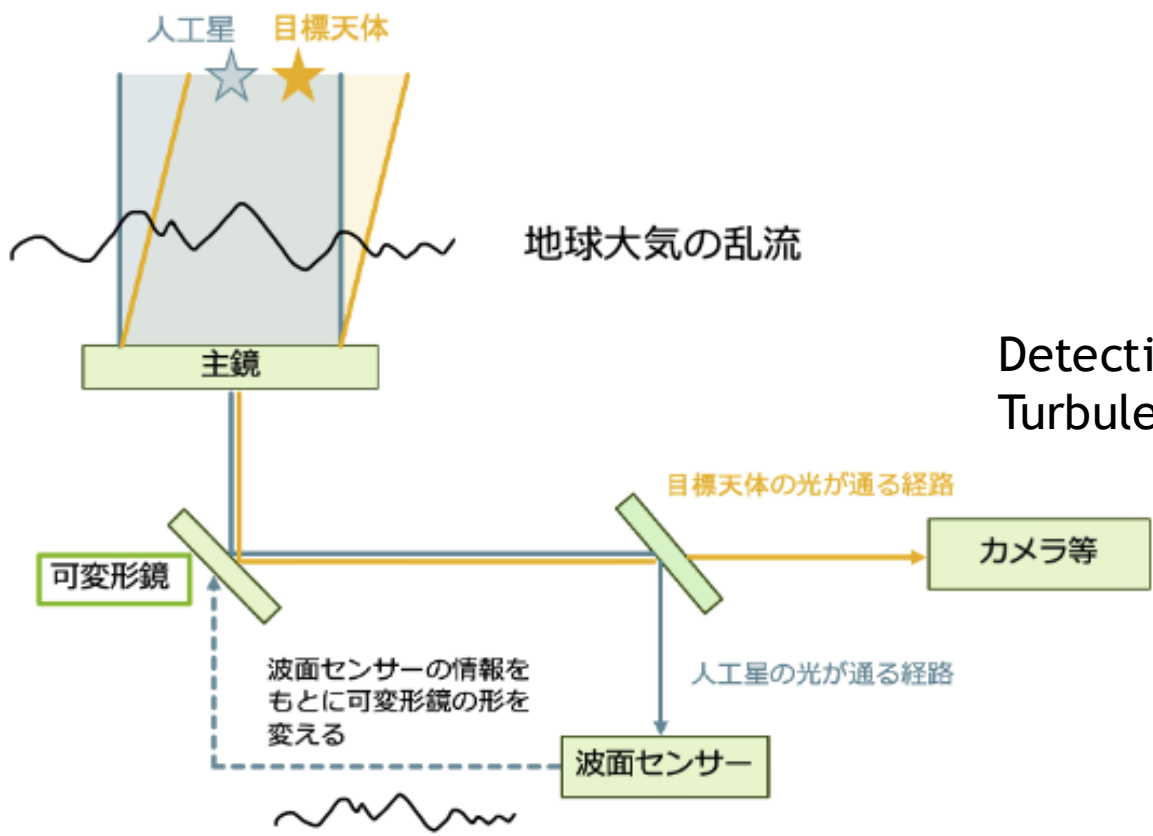 人工星
目標天体
地球大気の乱流
主鏡
Detecti
Turbule
目標天体の光が通る経路
カメラ等
可変形鏡
波面センサーの情報を
もとに可変形鏡の形を
変える
人工星の光が通る経路
波面センサー